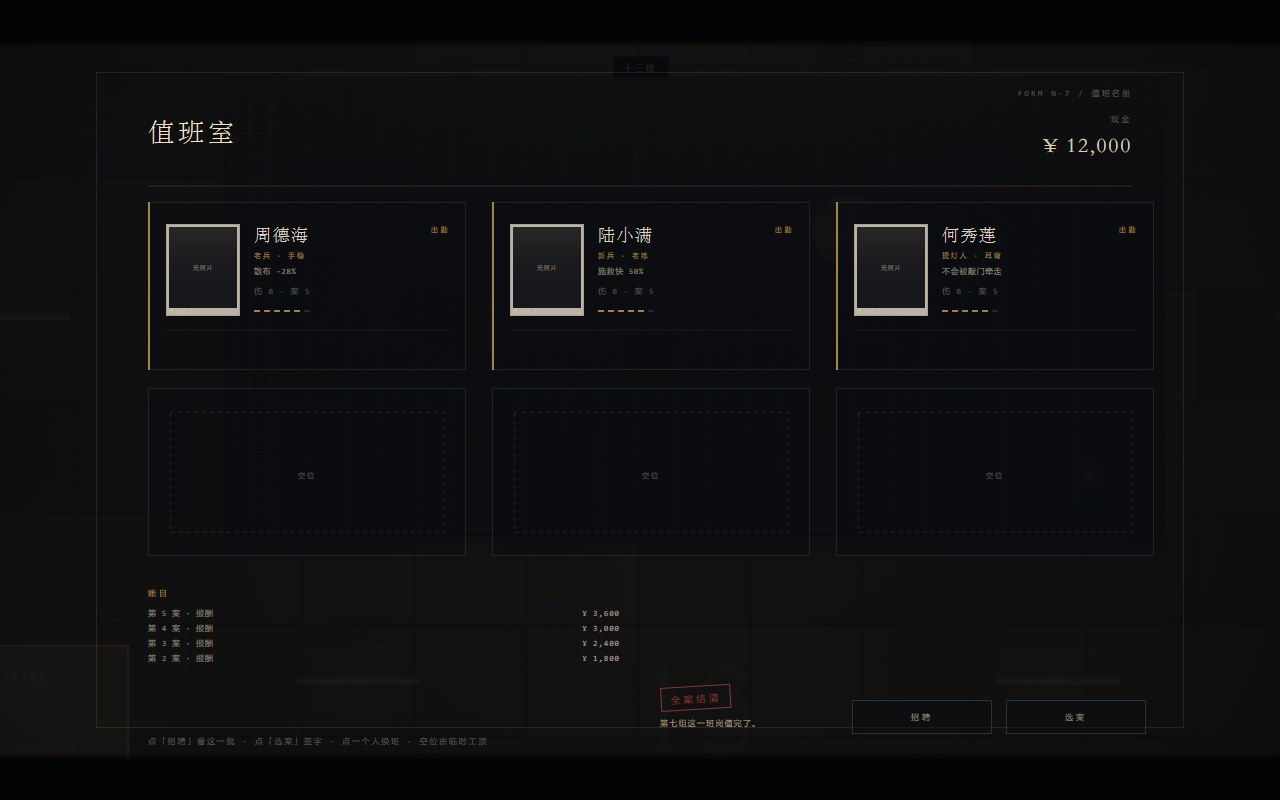 十三楼
FORM N-7 / 值班名册
值班室
现金
¥ 12,000
无照片
周德海
出勤
老兵 · 手稳
散布 -28%
伤 0 · 案 5
无照片
陆小满
出勤
新兵 · 老练
施救快 50%
伤 0 · 案 5
无照片
何秀莲
出勤
提灯人 · 耳背
不会被敲门牵走
伤 0 · 案 5
空位
空位
空位
账目
第 5 案 · 报酬 ¥ 3,600
第 4 案 · 报酬 ¥ 3,000
第 3 案 · 报酬 ¥ 2,400
第 2 案 · 报酬 ¥ 1,800
TAIRS
13
全案结清
第七组这一班岗值完了。
招聘
选案
点「招聘」看这一批 · 点「选案」签字 · 点一个人换班 · 空位由临时工顶